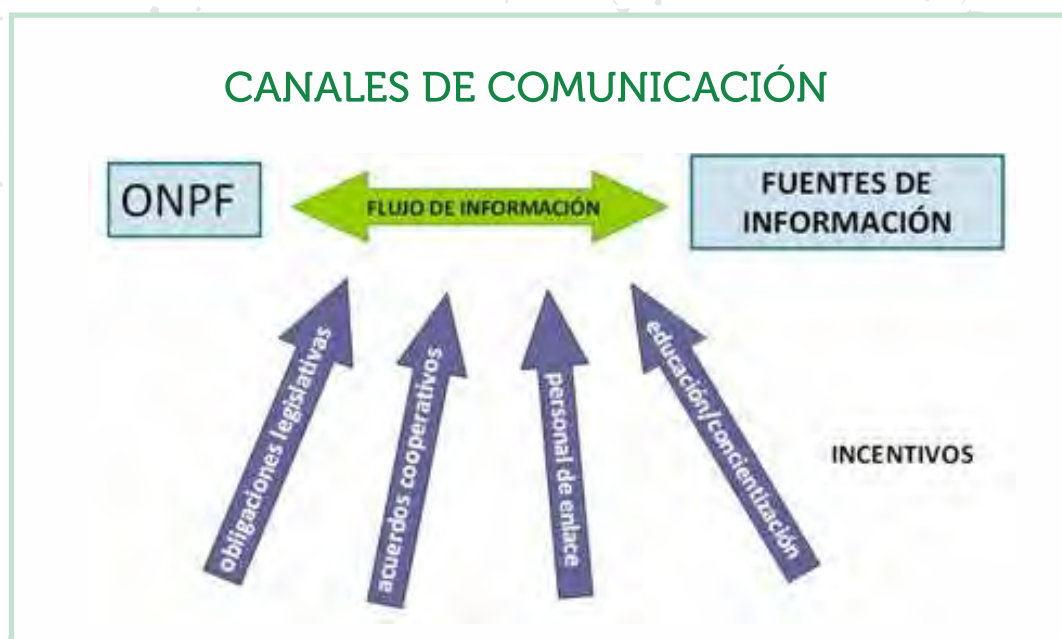 CANALES DE COMUNICACIÓN
ONPF
FLUJO DE INFORMACIÓN
FUENTES DE
INFORMACIÓN
obligaciones legislativas
acuerdos cooperativos
personal de enlace
educación/concientización
INCENTIVOS